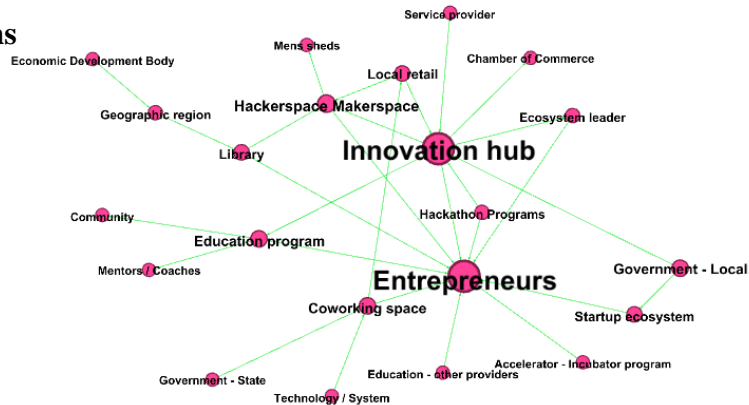 Service provider
ns
Mens sheds
Economic Development Body
Chamber of Commerce
Local retail
Hackerspace Makerspace
Geographic region
Ecosystem leader
Library
Innovation hub
Community
Hackathon Programs
Education program
Mentors / Coaches
Government - Local
Entrepreneurs
Coworking space
Startup ecosystem
Accelerator - Incubator program
Education - other providers
Government - State
Technology / System